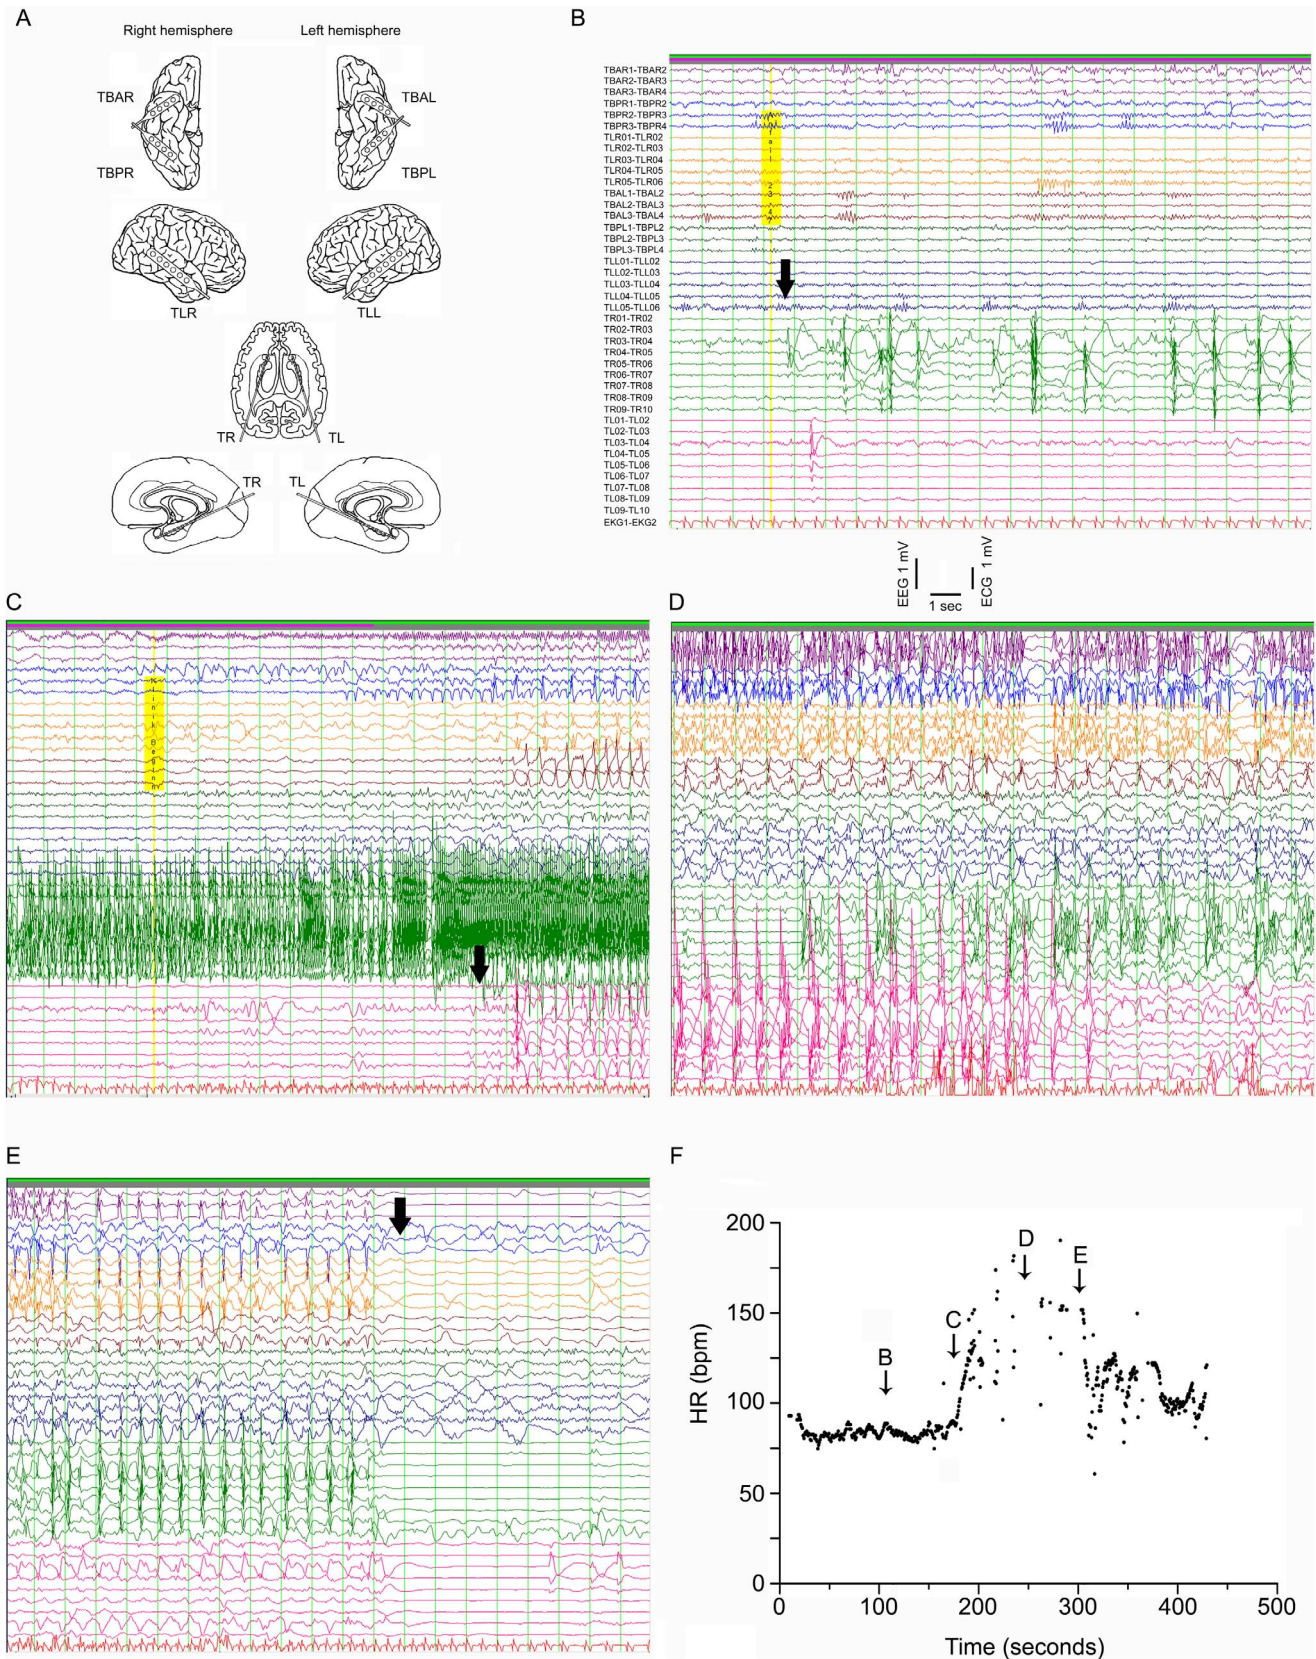 A
Right hemisphere
Left hemisphere
TBAR
TBAL
TBPR
TBPL
TLR
TLL
TR
TL
TR
TL
B
TBAR1-TBAR2
TBAR2-TBAR3
TBAR3-TBAR4
TBPR1-TBPR2
TBPR2-TBPR3
TBPR3-TBPR4
TLR01-TLR02
TLR02-TLR03
TLR03-TLR04
TLR04-TLR05
TLR05-TLR06
TBAL1-TBAL2
TBAL2-TBAL3
TBAL3-TBAL4
TBPL1-TBPL2
TBPL2-TBPL3
TBPL3-TBPL4
TLL01-TLL02
TLL02-TLL03
TLL03-TLL04
TLL04-TLL05
TLL05-TLL06
TR01-TR02
TR02-TR03
TR03-TR04
TR04-TR05
TR05-TR06
TR06-TR07
TR07-TR08
TR08-TR09
TR09-TR10
TL01-TL02
TL02-TL03
TL03-TL04
TL04-TL05
TL05-TL06
TL06-TL07
TL07-TL08
TL08-TL09
TL09-TL10
EKG1-EKG2
EEG 1 mV
1 sec
ECG 1 mV
C
D
E
F
HR (bpm)
200
150
100
50
0
B
C
D
E
0
100
200
300
400
500
Time (seconds)